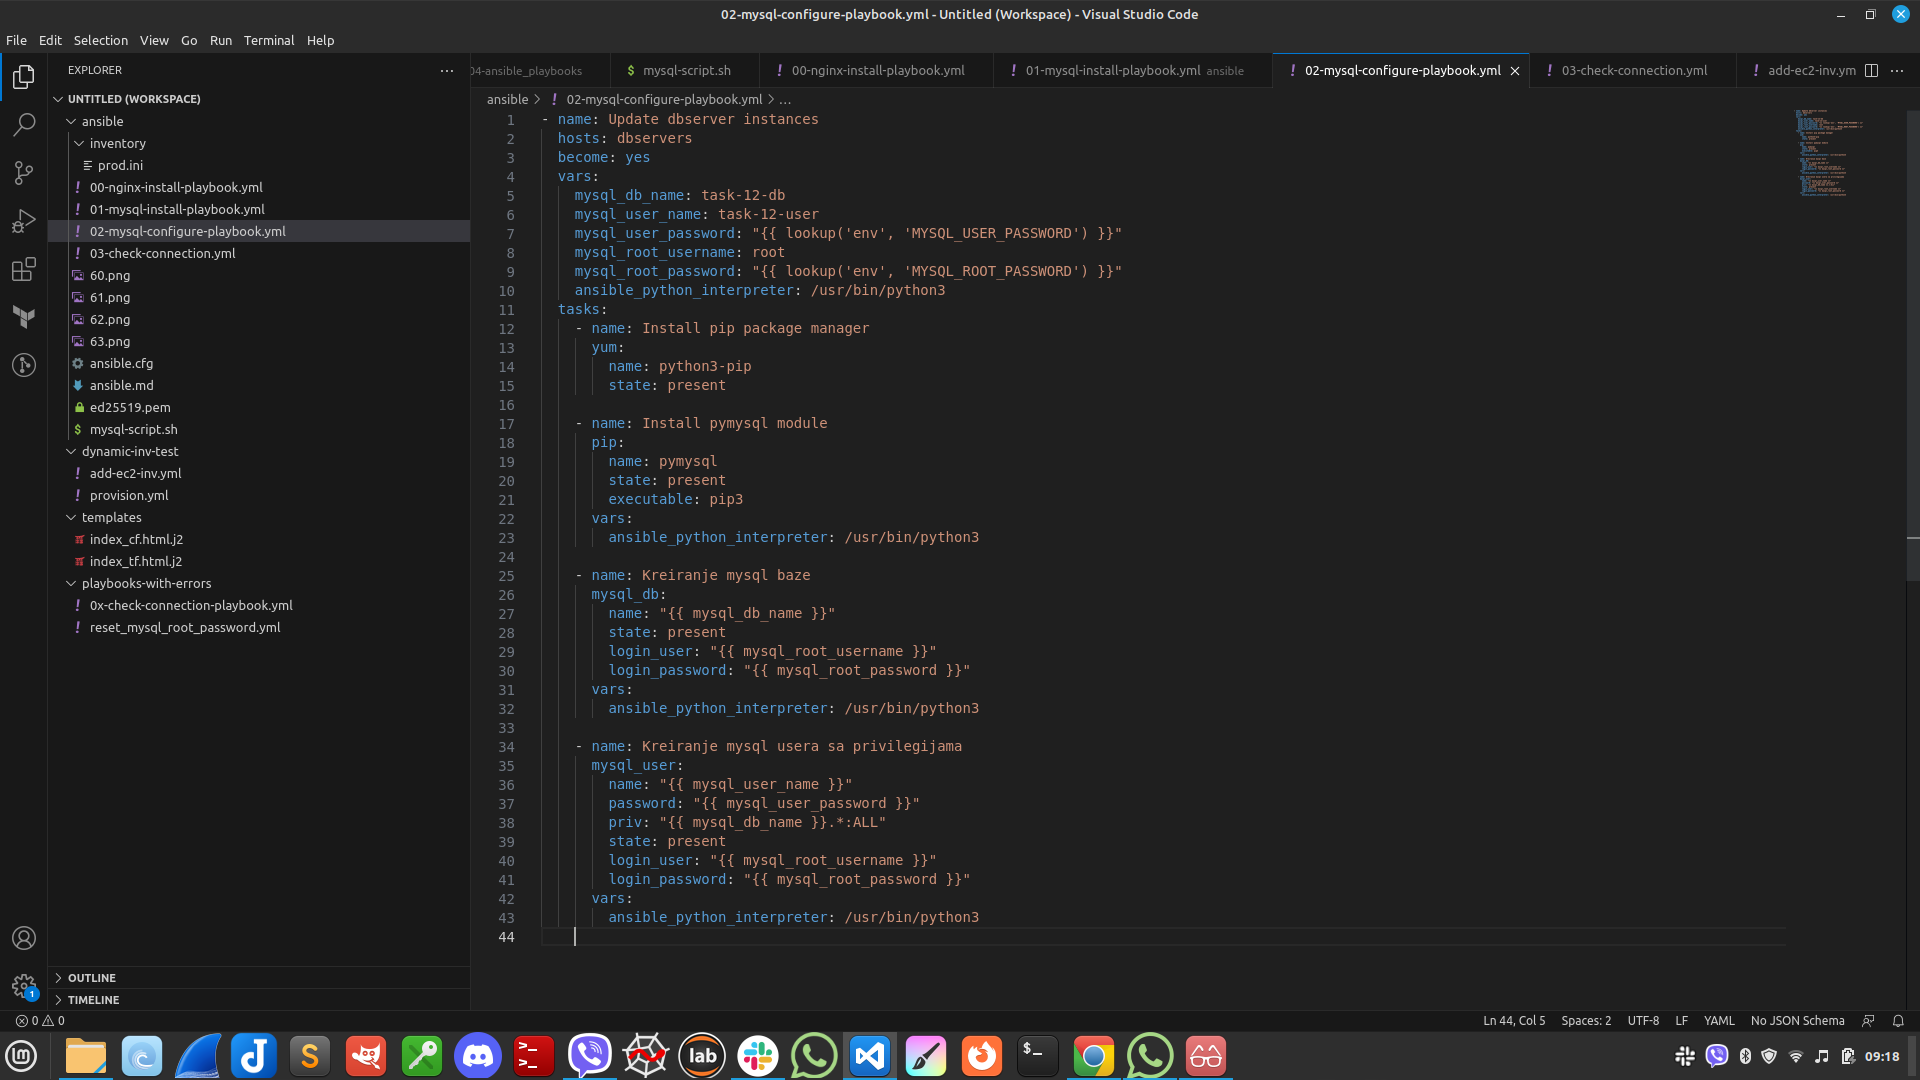 02-mysql-configure-playbook.yml - Untitled (Workspace) - Visual Studio Code
File Edit Selection View Go Run Terminal Help
EXPLORER
UNTITLED (WORKSPACE)
ansible
inventory
prod.ini
00-nginx-install-playbook.yml
01-mysql-install-playbook.yml
02-mysql-configure-playbook.yml
03-check-connection.yml
60.png
61.png
62.png
63.png
ansible.cfg
ansible.md
ed25519.pem
mysql-script.sh
dynamic-inv-test
add-ec2-inv.yml
provision.yml
templates
index_cf.html.j2
index_tf.html.j2
playbooks-with-errors
0x-check-connection-playbook.yml
reset_mysql_root_password.yml
OUTLINE
TIMELINE
04-ansible_playbooks mysql-script.sh 00-nginx-install-playbook.yml 01-mysql-install-playbook.yml ansible 02-mysql-configure-playbook.yml 03-check-connection.yml add-ec2-inv.ym
ansible > 02-mysql-configure-playbook.yml > ...
1 - name: Update dbserver instances
2 hosts: dbservers
3 become: yes
4 vars:
5 mysql_db_name: task-12-db
6 mysql_user_name: task-12-user
7 mysql_user_password: "{{ lookup('env', 'MYSQL_USER_PASSWORD') }}"
8 mysql_root_username: root
9 mysql_root_password: "{{ lookup('env', 'MYSQL_ROOT_PASSWORD') }}"
10 ansible_python_interpreter: /usr/bin/python3
11 tasks:
12 - name: Install pip package manager
13 yum:
14 name: python3-pip
15 state: present
16
17 - name: Install pymysql module
18 pip:
19 name: pymysql
20 state: present
21 executable: pip3
22 vars:
23 ansible_python_interpreter: /usr/bin/python3
24
25 - name: Kreiranje mysql baze
26 mysql_db:
27 name: "{{ mysql_db_name }}"
28 state: present
29 login_user: "{{ mysql_root_username }}"
30 login_password: "{{ mysql_root_password }}"
31 vars:
32 ansible_python_interpreter: /usr/bin/python3
33
34 - name: Kreiranje mysql usera sa privilegijama
35 mysql_user:
36 name: "{{ mysql_user_name }}"
37 password: "{{ mysql_user_password }}"
38 priv: "{{ mysql_db_name }}.*:ALL"
39 state: present
40 login_user: "{{ mysql_root_username }}"
41 login_password: "{{ mysql_root_password }}"
42 vars:
43 ansible_python_interpreter: /usr/bin/python3
44
1
0 0
Ln 44, Col 5 Spaces: 2 UTF-8 LF YAML No JSON Schema
lab
09:18